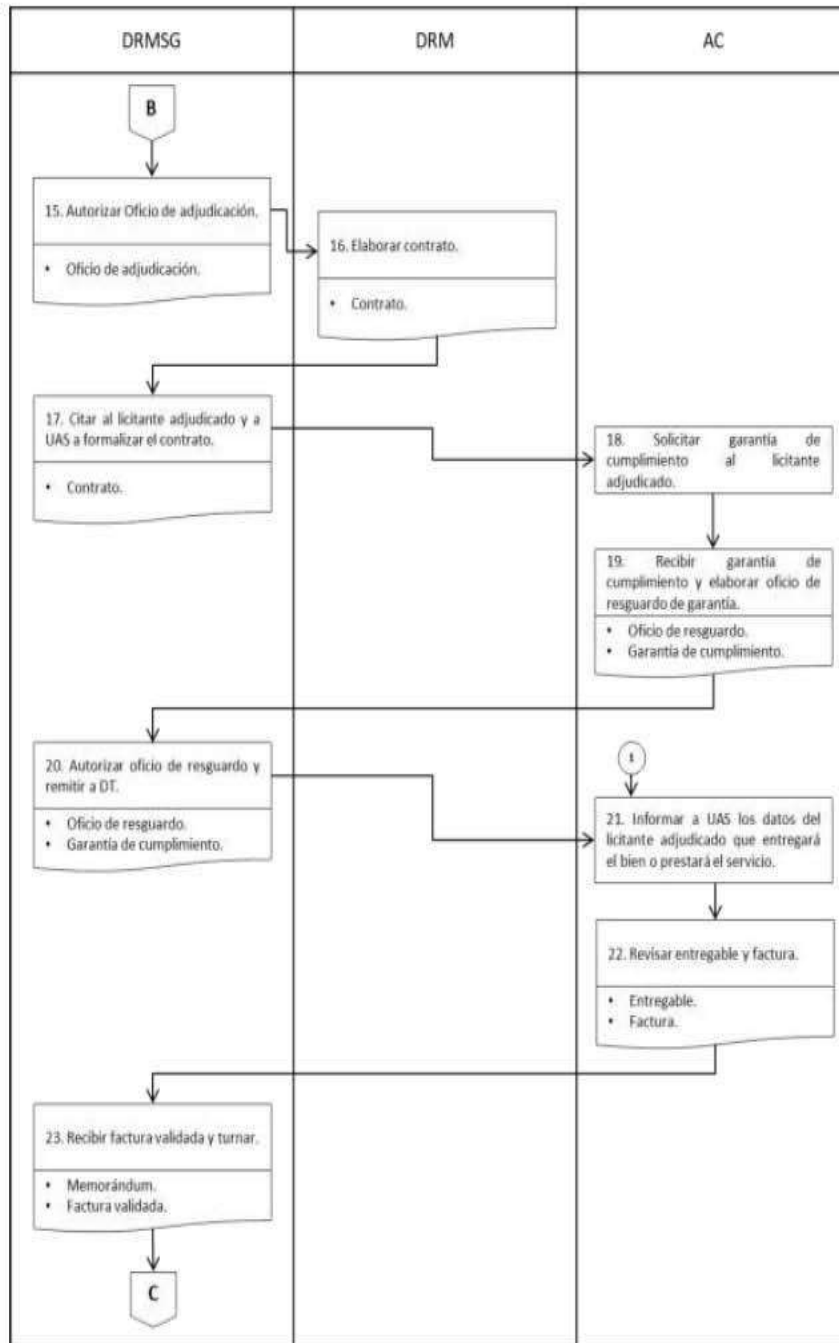 DRMSG
DRM
AC
B
15. Autorizar Oficio de adjudicación.
• Oficio de adjudicación.
16. Elaborar contrato.
• Contrato.
17. Citar al licitante adjudicado y a
UAS a formalizar el contrato.
• Contrato.
18. Solicitar garantía de
cumplimiento al licitante
adjudicado.
19. Recibir garantía de
cumplimiento y elaborar oficio de
resguardo de garantía.
• Oficio de resguardo.
• Garantía de cumplimiento.
20. Autorizar oficio de resguardo y
remitir a DT.
• Oficio de resguardo.
• Garantía de cumplimiento.
1
21. Informar a UAS los datos del
licitante adjudicado que entregará
el bien o prestará el servicio.
22. Revisar entregable y factura.
• Entregable.
• Factura.
23. Recibir factura validada y turnar.
• Memorándum.
• Factura validada.
C